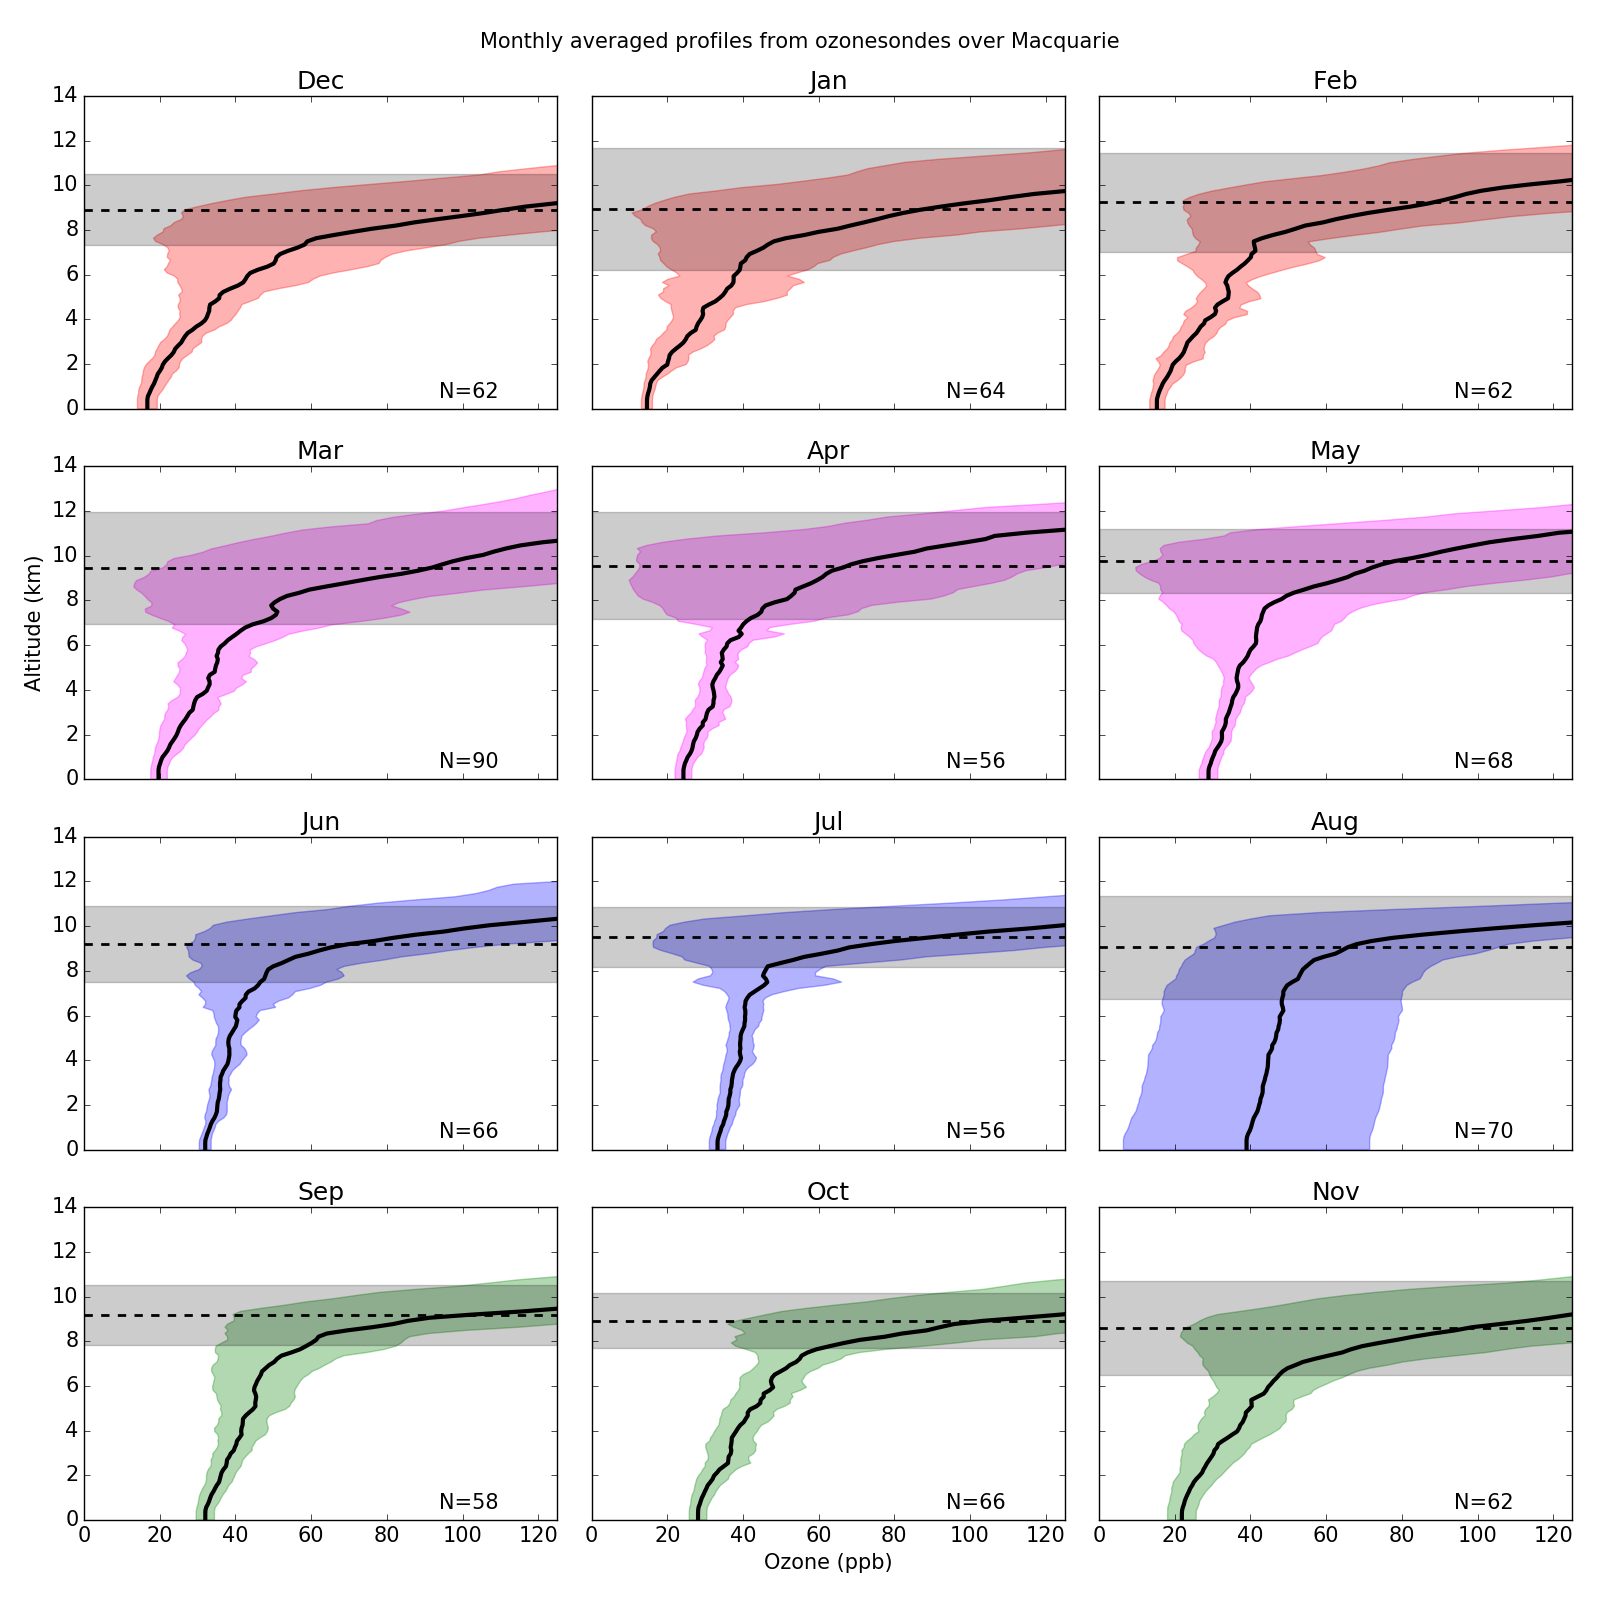 Monthly averaged profiles from ozonesondes over Macquarie
Dec
Jan
Feb
14
12
10
8
6
4
2
0
N=62
N=64
N=62
Mar
Apr
May
14
12
10
8
6
4
2
0
Altitude (km)
N=90
N=56
N=68
Jun
Jul
Aug
14
12
10
8
6
4
2
0
N=66
N=56
N=70
Sep
Oct
Nov
14
12
10
8
6
4
2
0
N=58
N=66
N=62
0 20 40 60 80 100 120
0 20 40 60 80 100 120
0 20 40 60 80 100 120
Ozone (ppb)